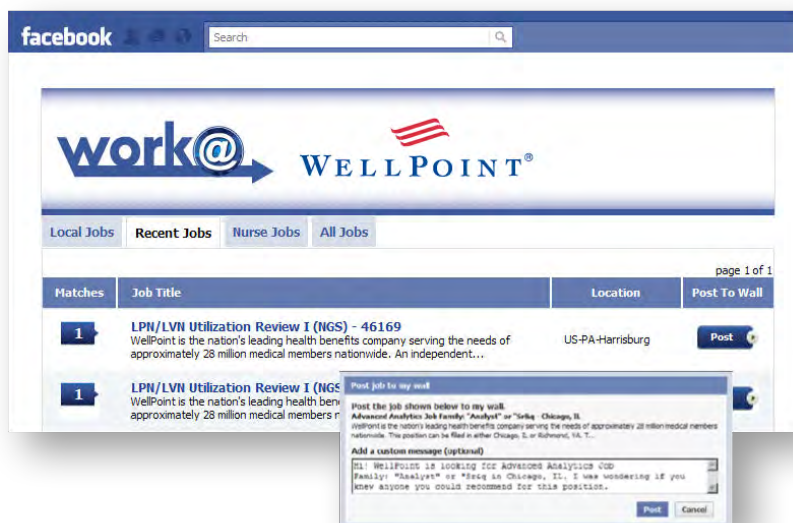 facebook
Search
work@
WELLPOINT®
Local Jobs Recent Jobs Nurse Jobs All Jobs
page 1 of 1
Matches Job Title Location Post To Wall
1 LPN/LVN Utilization Review I (NGS) - 46169
WellPoint is the nation's leading health benefits company serving the needs of
approximately 28 million medical members nationwide. An independent...
US-PA-Harrisburg
Post
1 LPN/LVN Utilization Review I (NGS
WellPoint is the nation's leading health ben
approximately 28 million medical members n
Post job to my wall
Post the job shown below to my wall.
Advanced Analytics Job Family: "Analyst" or "Sr - Chicago, IL
WellPoint is the nation's leading health benefits company serving the needs of approximately 28 million medical members
nationwide. This position can be filled in either Chicago, IL or Richmond, VA. T...
Add a custom message (optional)
Hi! WellPoint is looking for Advanced Analytics Job
Family: "Analyst" or "Sr in Chicago, IL. I was wondering if you
knew anyone you could recommend for this position.
Post Cancel